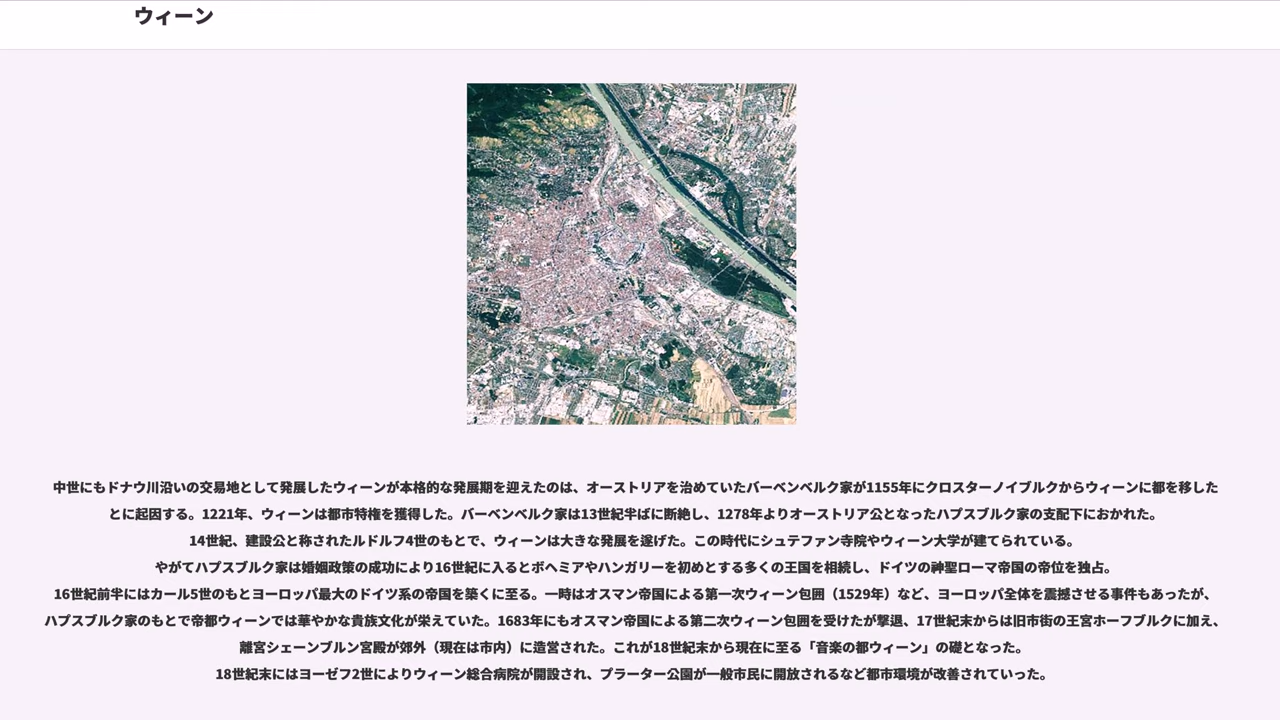 ウィーン
中世にもドナウ川沿いの交易地として発展したウィーンが本格的な発展期を迎えたのは、オーストリアを治めていたバーベンベルク家が1155年にクロスターノイブルクからウィーンに都を移した
とに起因する。1221年、ウィーンは都市特権を獲得した。バーベンベルク家は13世紀半ばに断絶し、1278年よりオーストリア公となったハプスブルク家の支配下におかれた。
14世紀、建設公と称されたルドルフ4世のもとで、ウィーンは大きな発展を遂げた。この時代にシュテファン寺院やウィーン大学が建てられている。
やがてハプスブルク家は婚姻政策の成功により16世紀に入るとボヘミアやハンガリーを初めとする多くの王国を相続し、ドイツの神聖ローマ帝国の帝位を独占。
16世紀前半にはカール5世のもとヨーロッパ最大のドイツ系の帝国を築くに至る。一時はオスマン帝国による第一次ウィーン包囲（1529年）など、ヨーロッパ全体を震撼させる事件もあったが、
ハプスブルク家のもとで帝都ウィーンでは華やかな貴族文化が栄えていた。1683年にもオスマン帝国による第二次ウィーン包囲を受けたが撃退、17世紀末からは旧市街の王宮ホーフブルクに加え、
離宮シェーンブルン宮殿が郊外（現在は市内）に造営された。これが18世紀末から現在に至る「音楽の都ウィーン」の礎となった。
18世紀末にはヨーゼフ2世によりウィーン総合病院が開設され、プラーター公園が一般市民に開放されるなど都市環境が改善されていった。